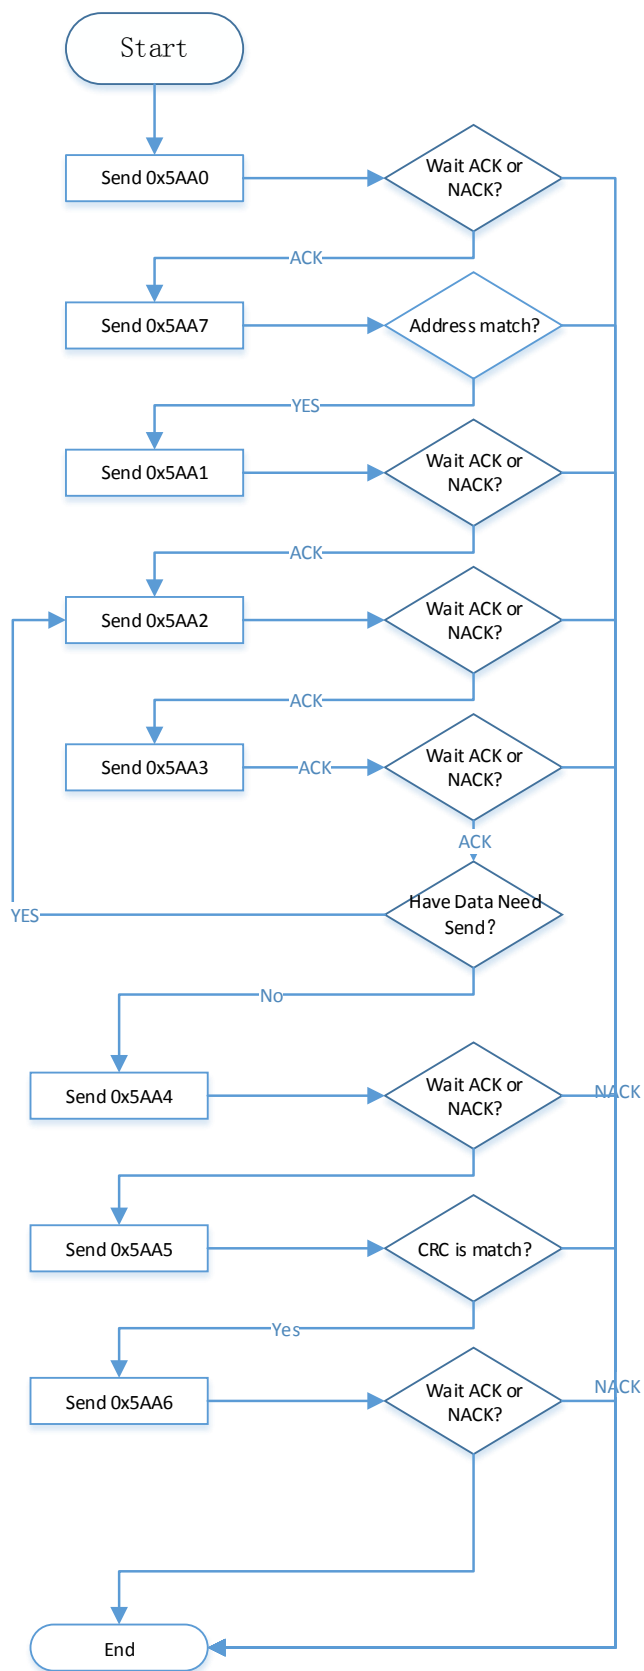 Start
Send 0x5AA0
Wait ACK or
NACK?
ACK
Send 0x5AA7
Address match?
YES
Send 0x5AA1
Wait ACK or
NACK?
ACK
Send 0x5AA2
Wait ACK or
NACK?
ACK
Send 0x5AA3
ACK
Wait ACK or
NACK?
ACK
YES
Have Data Need
Send?
No
Send 0x5AA4
Wait ACK or
NACK?
NACK
Send 0x5AA5
CRC is match?
Yes
Send 0x5AA6
Wait ACK or
NACK?
NACK
End